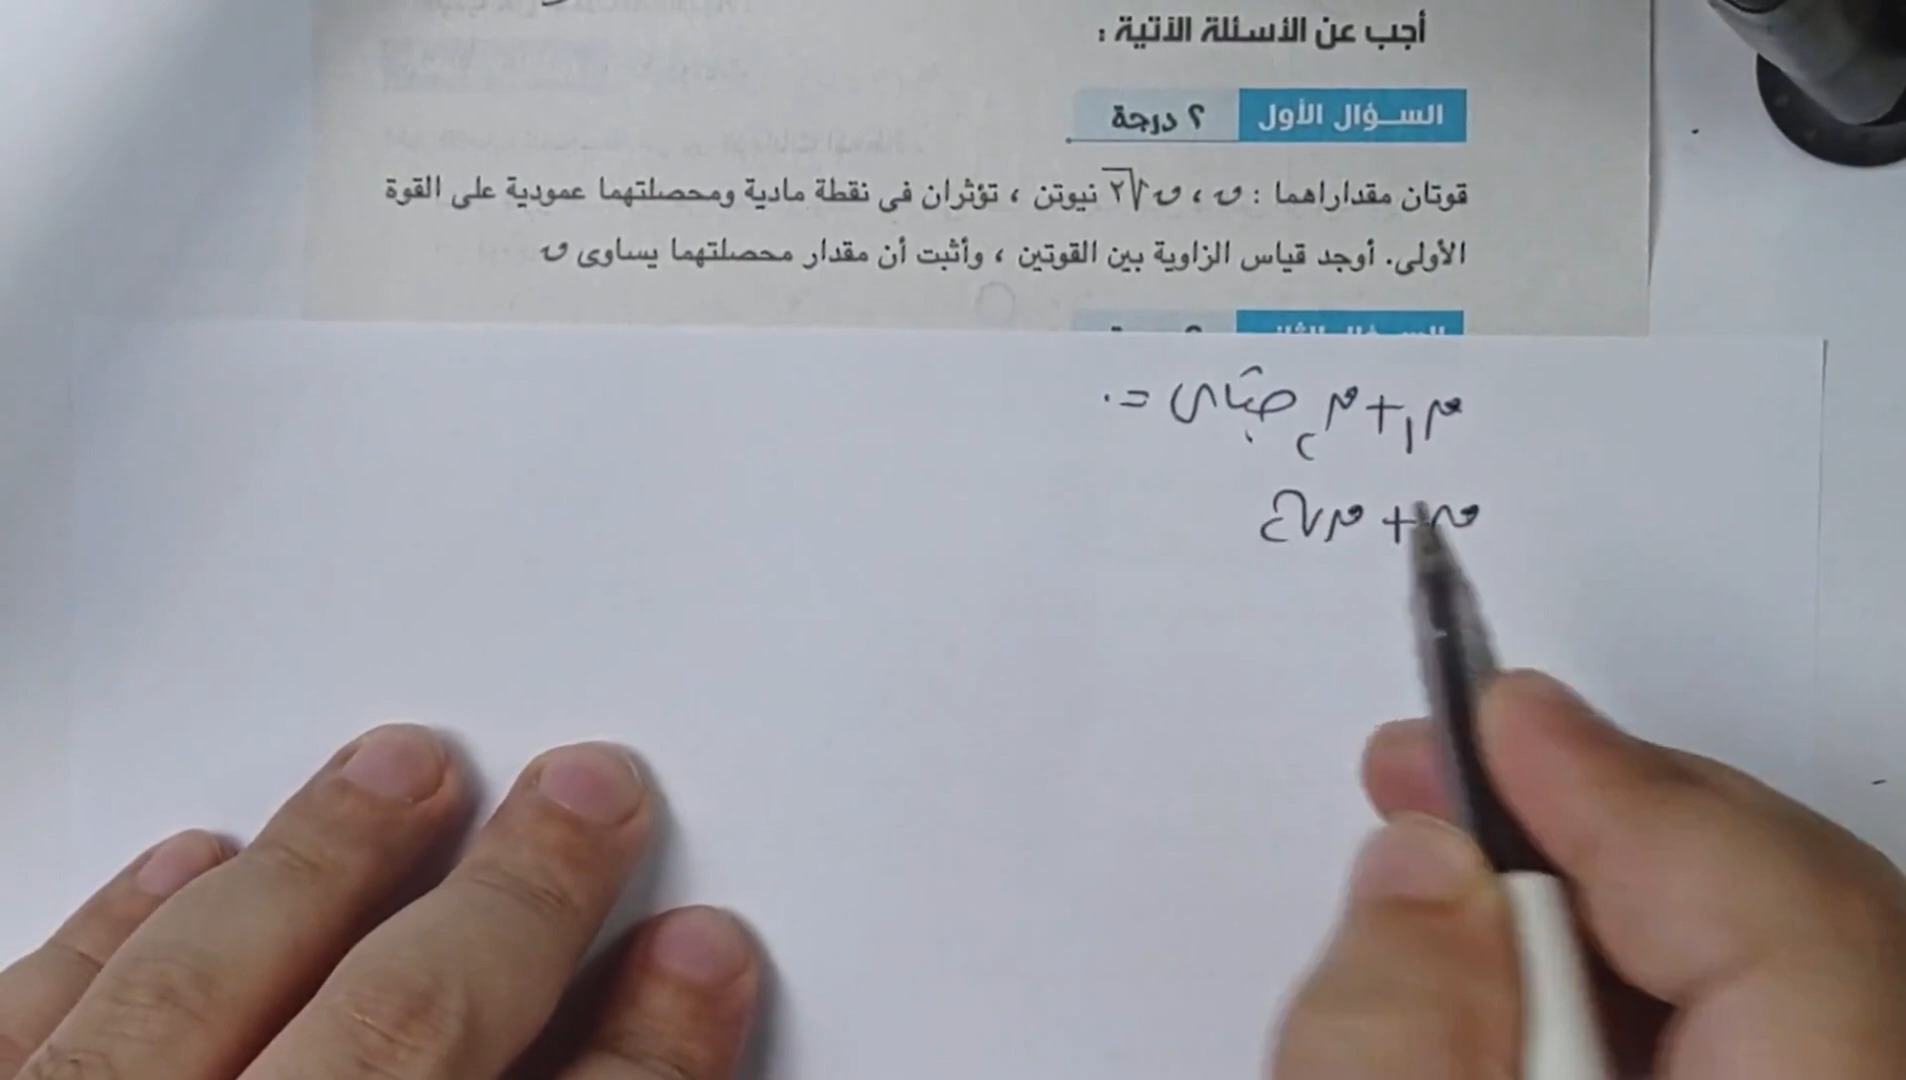 أجب عن الأسئلة الآتية :
السـؤال الأول ٢ درجة
قوتان مقداراهما : ق ، ق √٢ نيوتن ، تؤثران فى نقطة مادية ومحصلتهما عمودية على القوة
الأولى. أوجد قياس الزاوية بين القوتين ، وأثبت أن مقدار محصلتهما يساوى ق
ق١ + ق٢ جتاى = ٠
ق + ق√٢